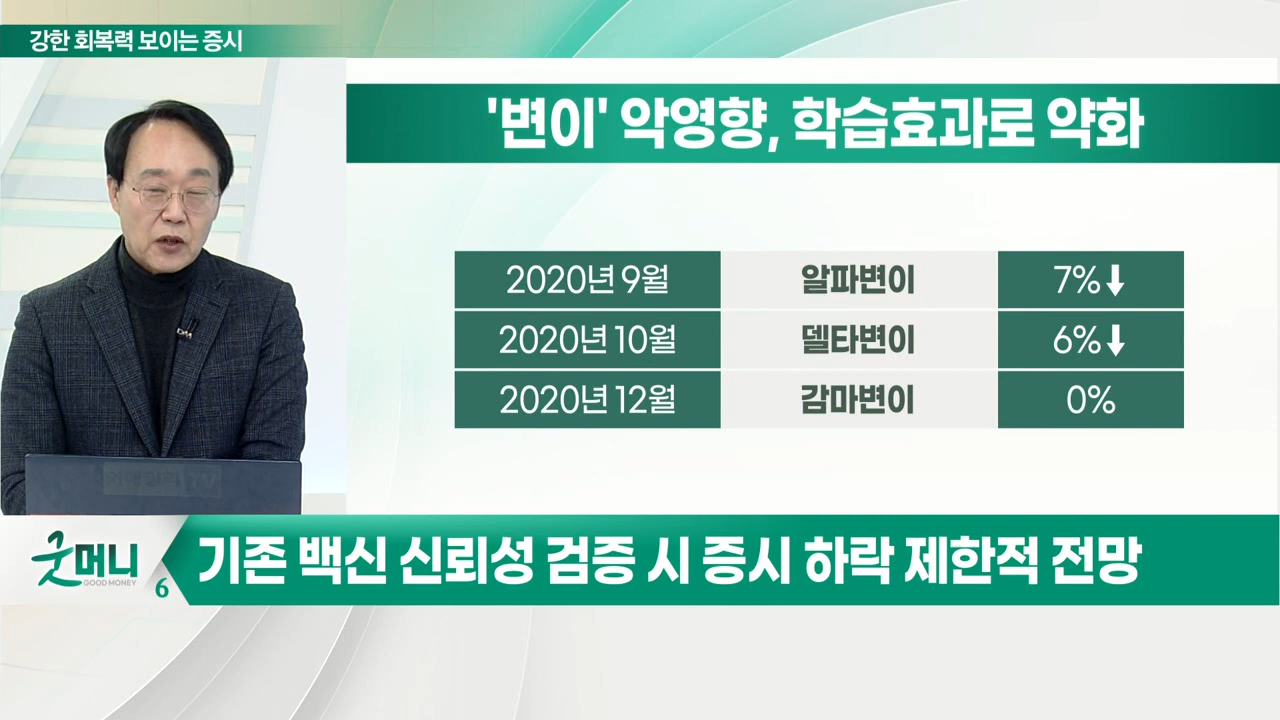 강한 회복력 보이는 증시
'변이' 악영향, 학습효과로 약화
2020년 9월 알파변이 7%↓
2020년 10월 델타변이 6%↓
2020년 12월 감마변이 0%
굿머니
GOOD MONEY
6
기존 백신 신뢰성 검증 시 증시 하락 제한적 전망